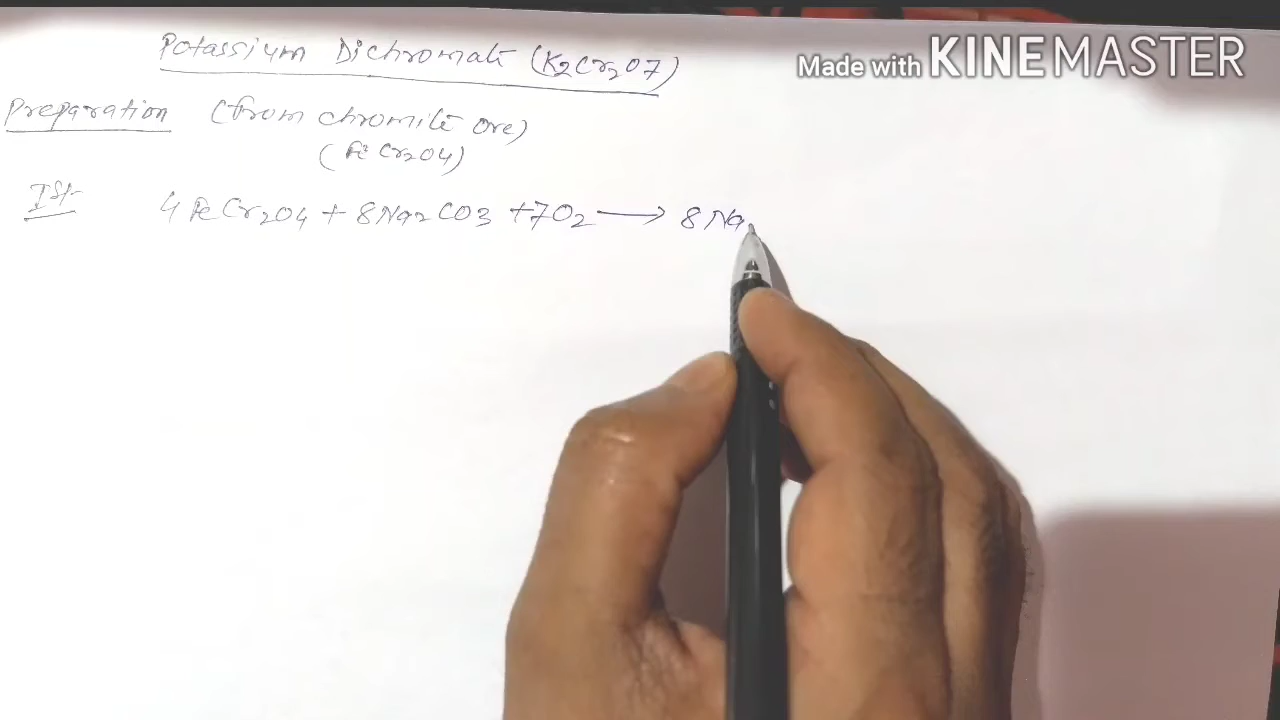 Potassium Dichromate (K2Cr2O7)
Made with KINEMASTER
Preparation (from chromite ore)
(FeCr2O4)
Ist
4FeCr2O4 + 8Na2CO3 + 7O2 → 8Na